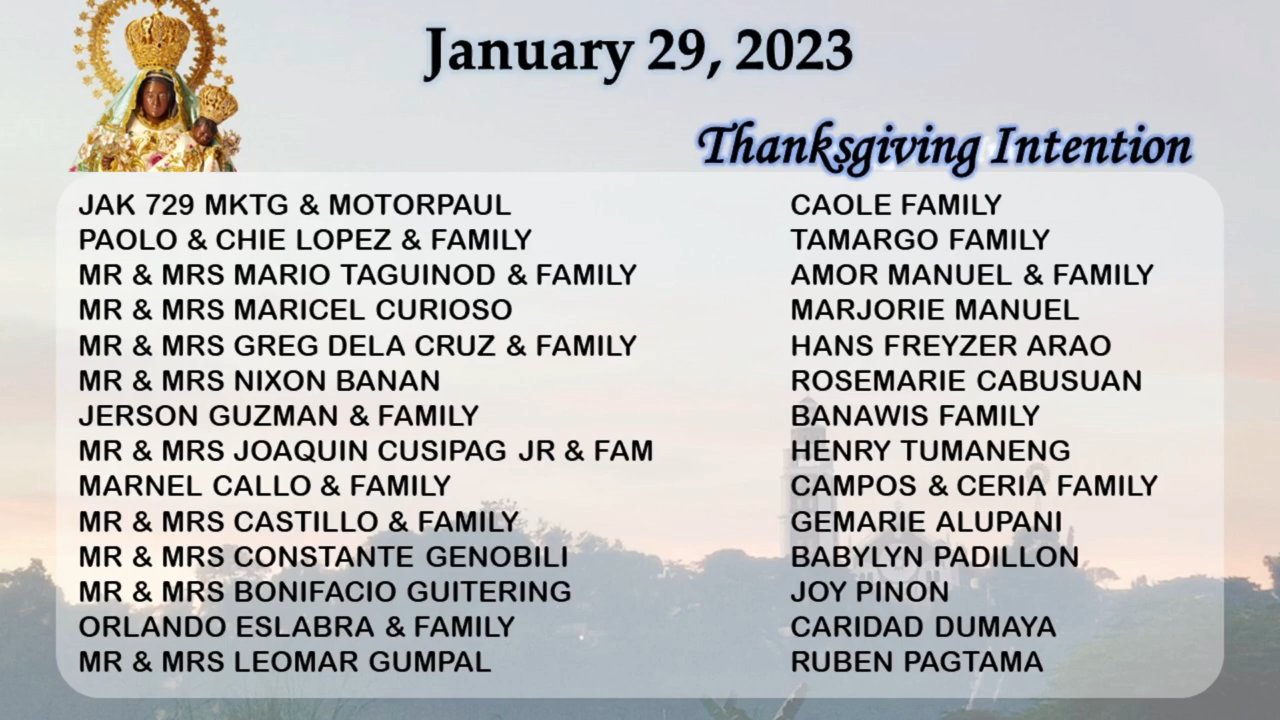 January 29, 2023
Thanksgiving Intention
JAK 729 MKTG & MOTORPAUL
PAOLO & CHIE LOPEZ & FAMILY
MR & MRS MARIO TAGUINOD & FAMILY
MR & MRS MARICEL CURIOSO
MR & MRS GREG DELA CRUZ & FAMILY
MR & MRS NIXON BANAN
JERSON GUZMAN & FAMILY
MR & MRS JOAQUIN CUSIPAG JR & FAM
MARNEL CALLO & FAMILY
MR & MRS CASTILLO & FAMILY
MR & MRS CONSTANTE GENOBILI
MR & MRS BONIFACIO GUITERING
ORLANDO ESLABRA & FAMILY
MR & MRS LEOMAR GUMPAL
CAOLE FAMILY
TAMARGO FAMILY
AMOR MANUEL & FAMILY
MARJORIE MANUEL
HANS FREYZER ARAO
ROSEMARIE CABUSUAN
BANAWIS FAMILY
HENRY TUMANENG
CAMPOS & CERIA FAMILY
GEMARIE ALUPANI
BABYLYN PADILLON
JOY PINON
CARIDAD DUMAYA
RUBEN PAGTAMA